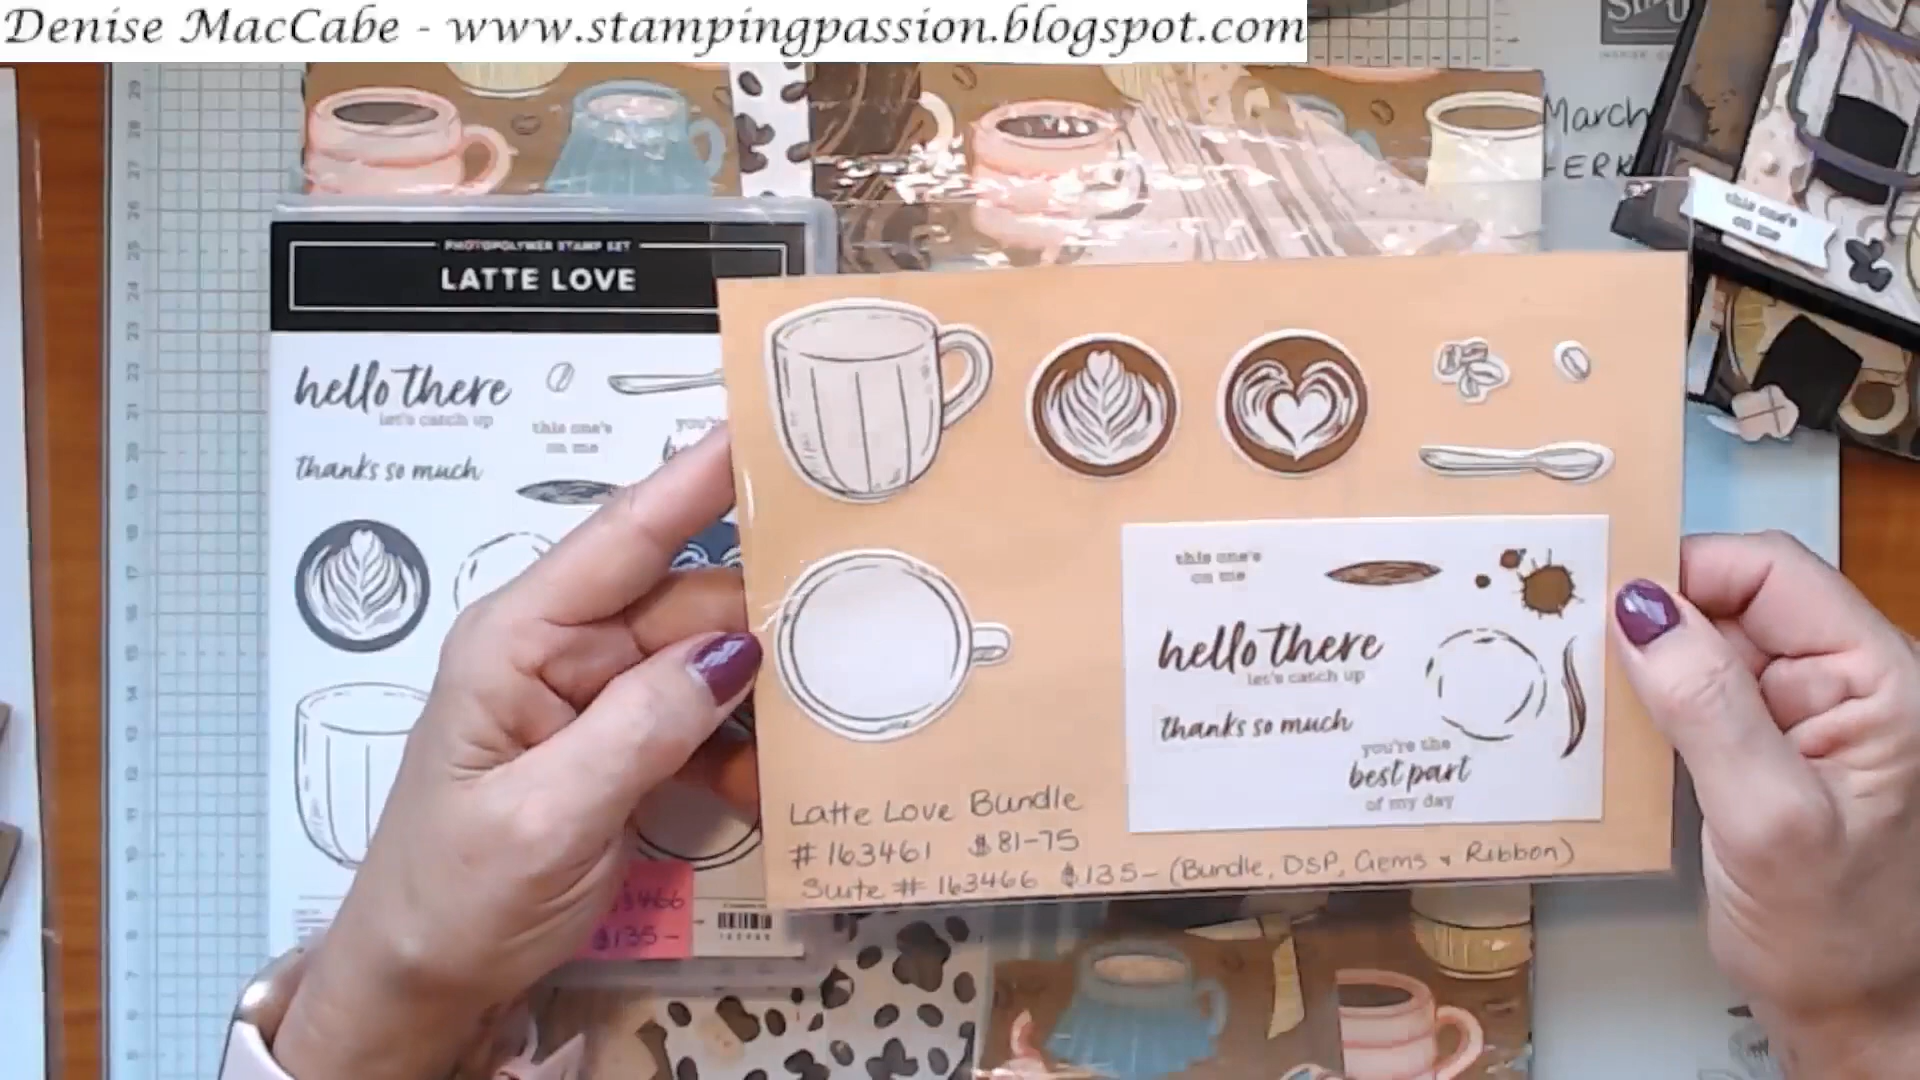 Denise MacCabe - www.stampingpassion.blogspot.com
March
PHOTOPOLYMER STAMP SET
LATTE LOVE
hello there
let's catch up
this one's
on me
thanks so much
this one's
on me
this one's
on me
hello there
let's catch up
thanks so much
you're the
best part
of my day
Latte Love Bundle
# 163461 $81-75
Suite # 163466 $135- (Bundle, DSP, Gems & Ribbon)
$135-